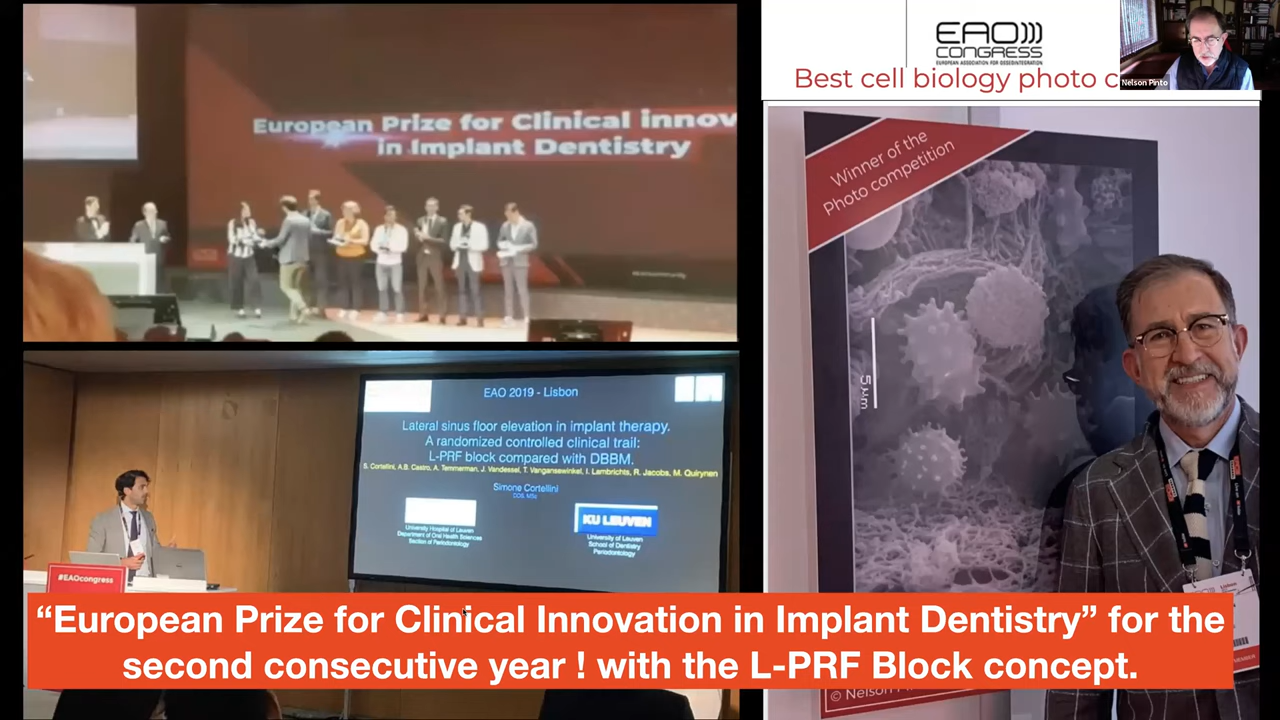 European Prize for Clinical Innov
in Implant Dentistry
EAO
CONGRESS
EUROPEAN ASSOCIATION FOR OSSEOINTEGRATION
Best cell biology photo c
Nelson Pinto
Winner of the
Photo competition
5 µm
EAO 2019 - Lisbon
Lateral sinus floor elevation in implant therapy.
A randomized controlled clinical trail:
L-PRF block compared with DBBM.
S. Cortellini, A.B. Castro, A. Temmerman, J. Vandessel, T. Vangansewinkel, I. Lambrichts, R. Jacobs, M. Quirynen
Simone Cortellini
DDS, MSc
University Hospital of Leuven
Department of Oral Health Sciences
Section of Periodontology
KU LEUVEN
University of Leuven
School of Dentistry
Periodontology
#EAOcongress
“European Prize for Clinical Innovation in Implant Dentistry” for the
second consecutive year ! with the L-PRF Block concept.
© Nelson